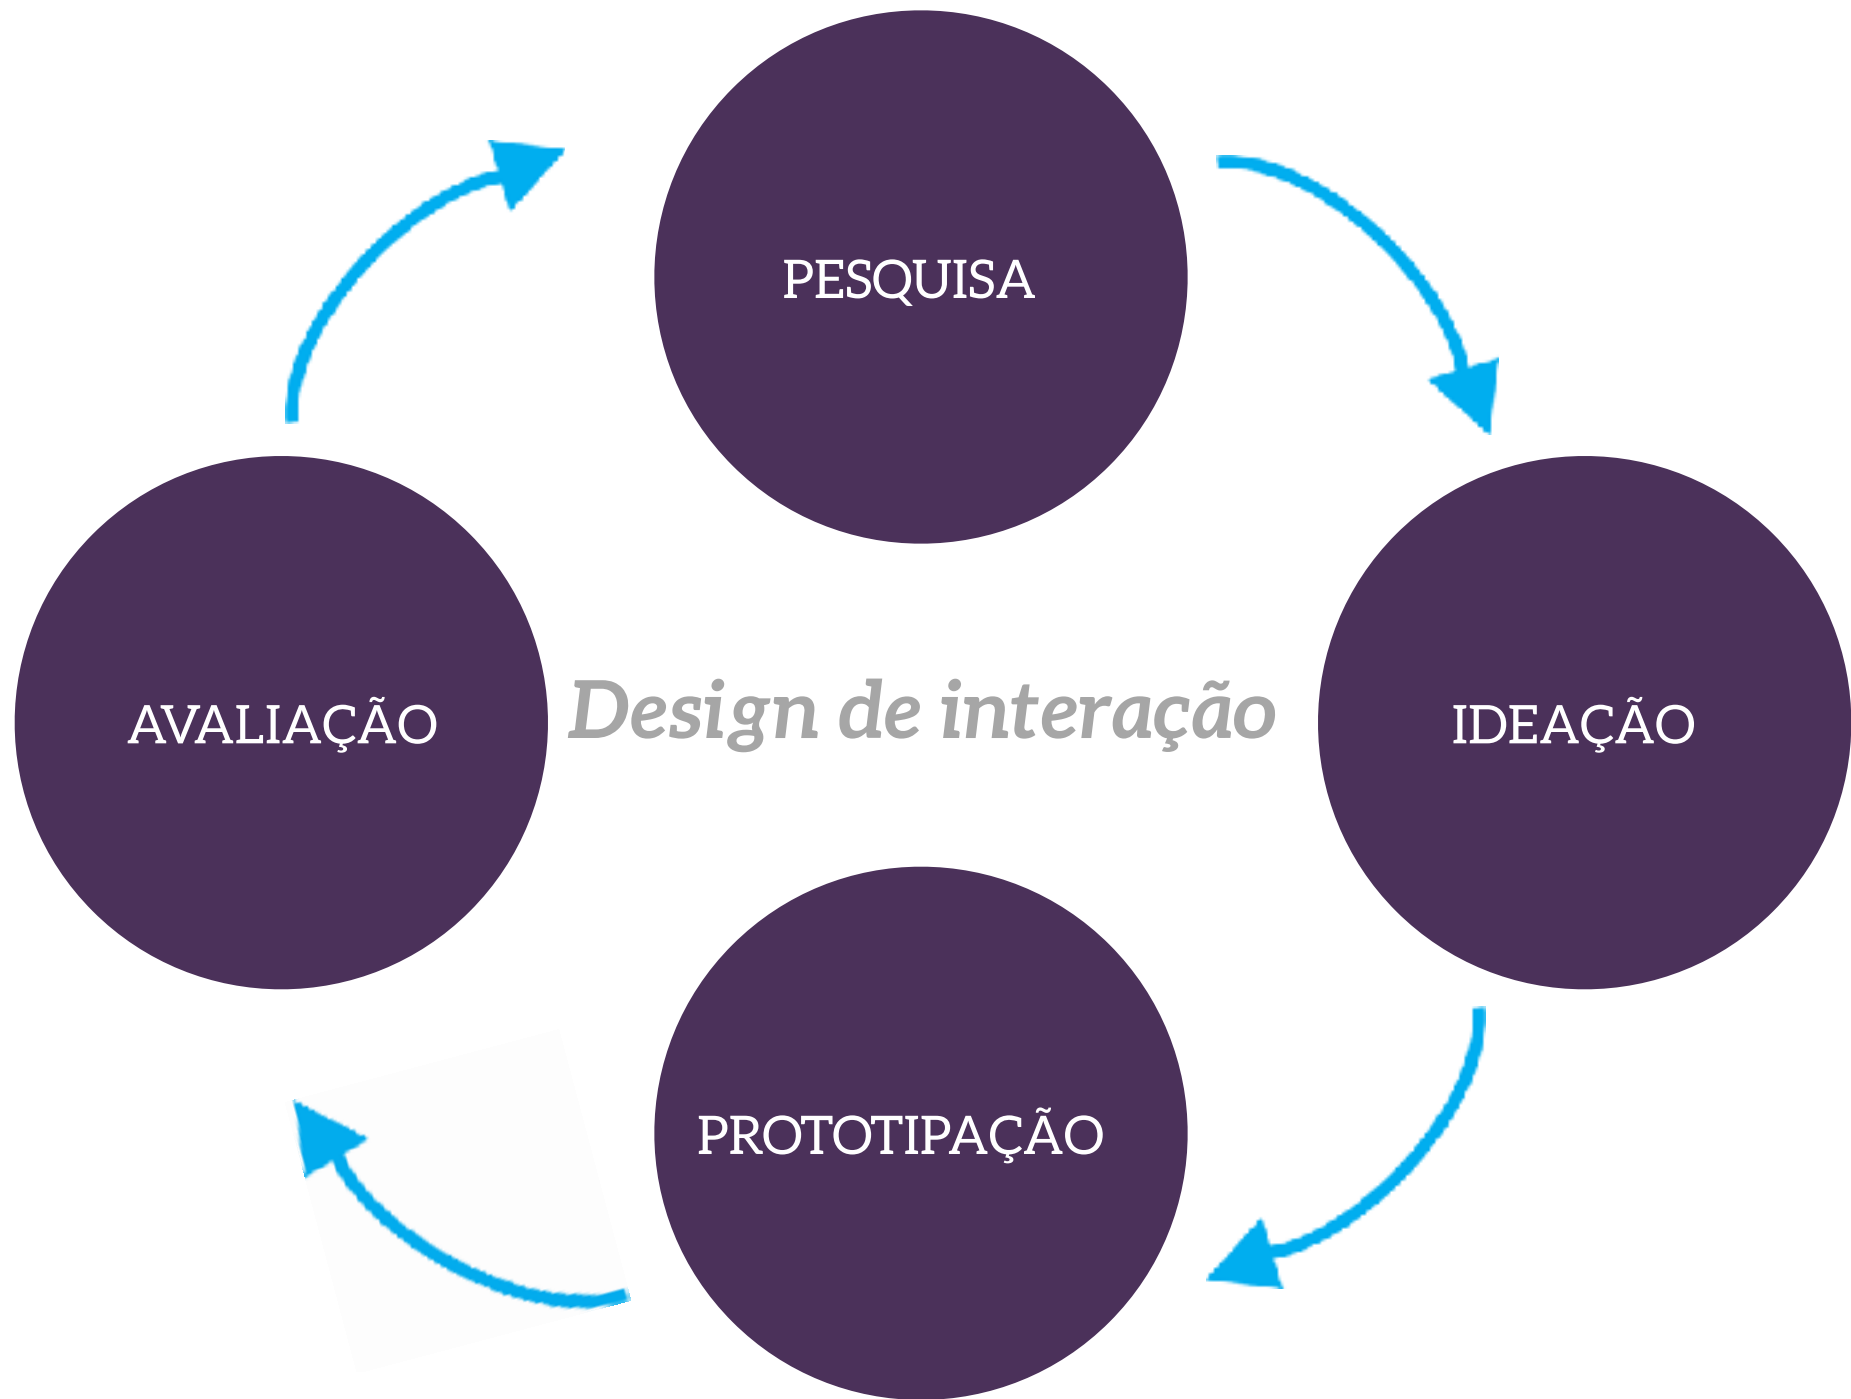 PESQUISA
AVALIAÇÃO
Design de interação
IDEAÇÃO
PROTOTIPAÇÃO